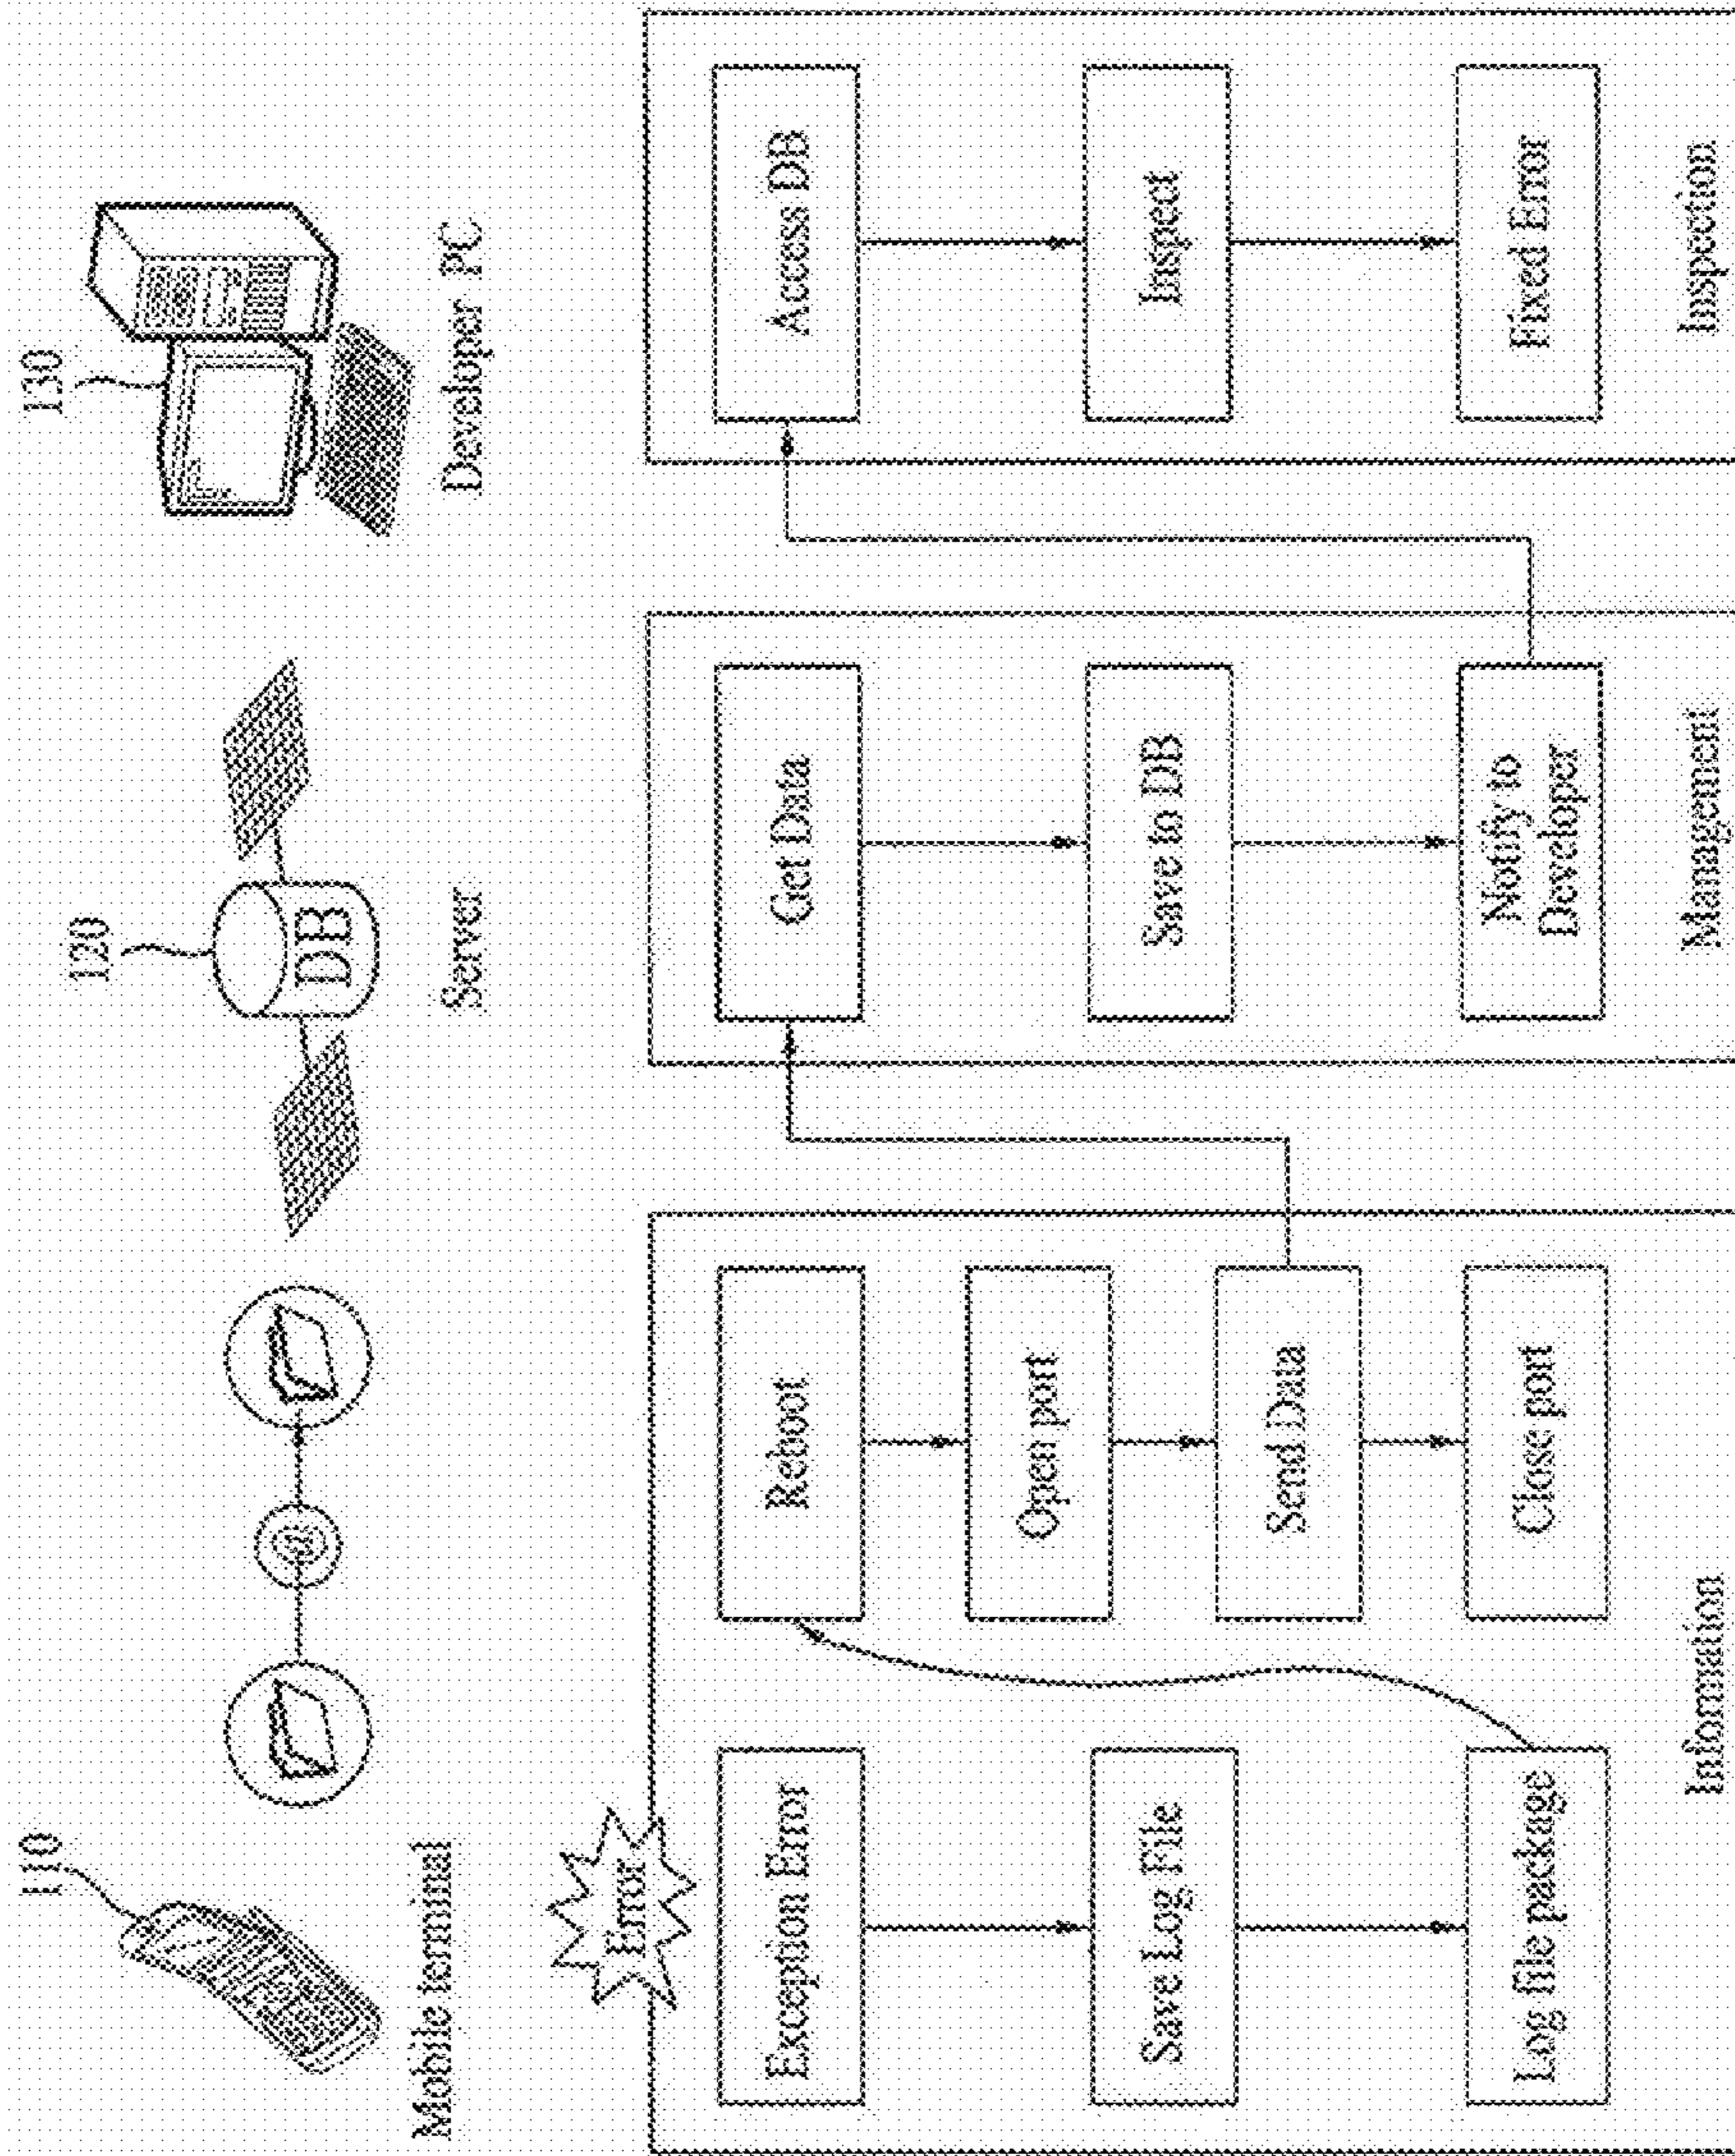 110
120
130
Mobile terminal
Server
Developer PC
DB
@
Error
Exception Error
Save Log File
Log file package
Reboot
Open port
Send Data
Close port
Information
Get Data
Save to DB
Notify to
Developer
Management
Access DB
Inspect
Fixed Error
Inspection